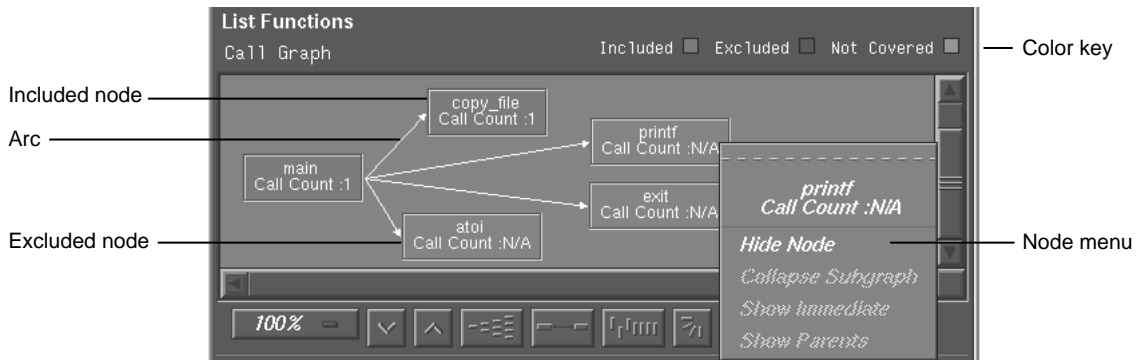 List Functions
Call Graph
Included
Excluded
Not Covered
Color key
Included node
Arc
Excluded node
copy_file
Call Count :1
main
Call Count :1
printf
Call Count :N/A
exit
Call Count :N/A
atoi
Call Count :N/A
printf
Call Count :N/A
Hide Node
Collapse Subgraph
Show Immediate
Show Parents
Node menu
100%